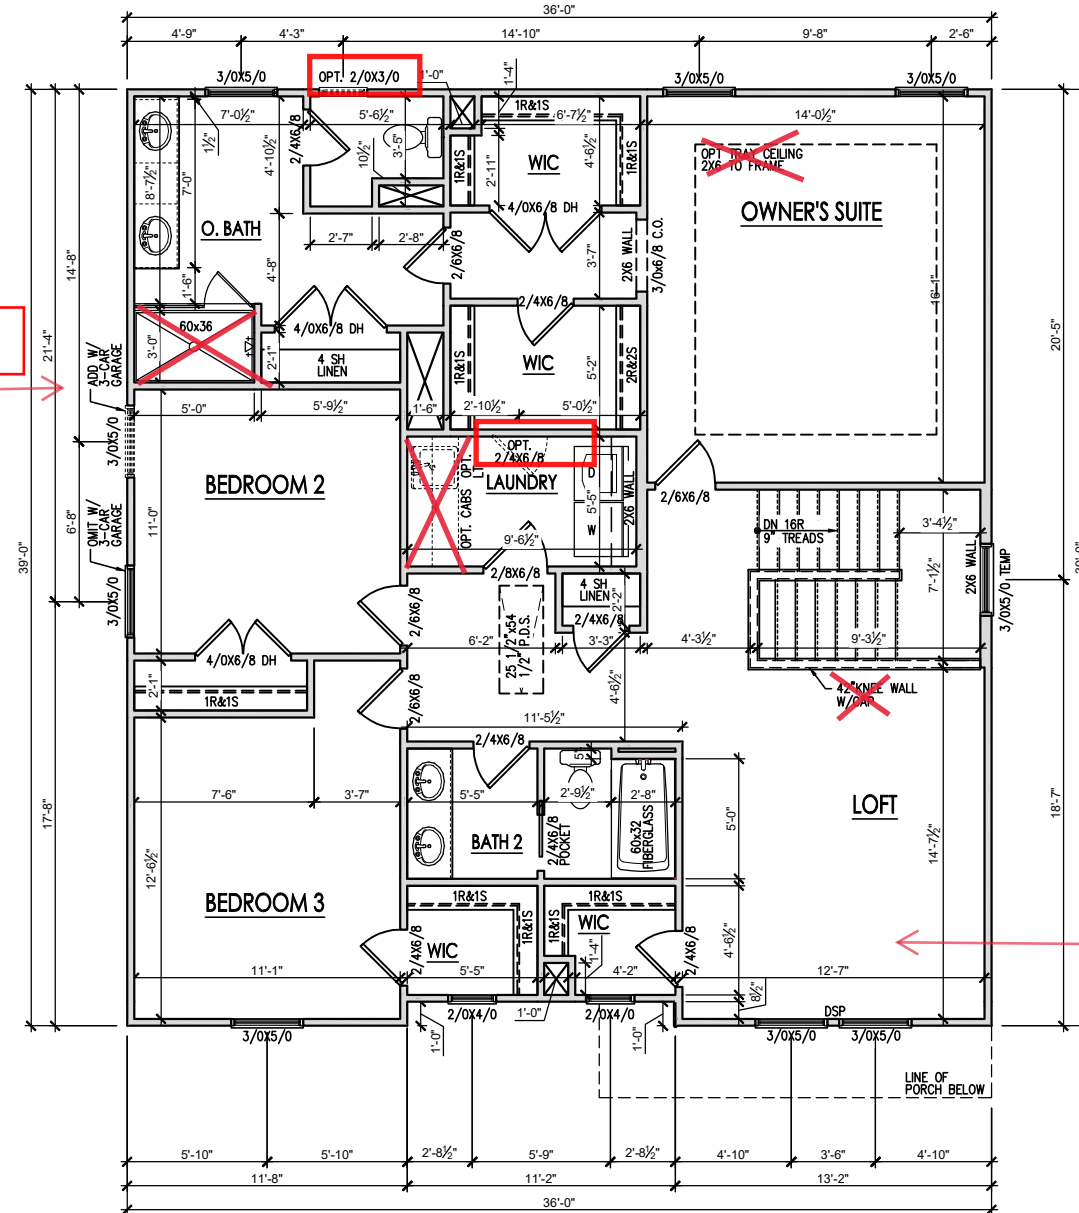 36'-0"
4'-9"
4'-3"
14'-10"
9'-8"
2'-6"
3/0X5/0
OPT. 2/0X3/0
1'-0"
1'-4"
3/0X5/0
3/0X5/0
7'-0½"
5'-6½"
1R&1S
6'-7½"
14'-0½"
1½"
4'-10½"
2/4X6/8
10½"
3'-5"
1R&1S
2'-11"
WIC
4'-6½"
1R&1S
OPT TRAY CEILING
2X6 TO FRAME
8'-7½"
7'-0"
O. BATH
4'-0/6/8 DH
OWNER'S SUITE
2'-7"
2'-8"
2/6X6/8
3'-7"
2X6 WALL
3/0x6/8 C.O.
14'-8"
4'-8"
1'-6"
16'-1"
2/4X6/8
60x36
3'-0"
4/0X6/8 DH
2'-1"
4 SH
LINEN
1R&1S
WIC
5'-2"
2R&2S
21'-4"
20'-5"
ADD W/
3-CAR
GARAGE
5'-0"
5'-9½"
1'-6"
2'-10½"
5'-0½"
3/0X5/0
OPT.
2/4X6/8
D
BEDROOM 2
OPT. CABS
OPT.
LAUNDRY
5'-5"
W
2X6 WALL
2/6X6/8
6'-8"
OMIT W/
3-CAR
GARAGE
11'-0"
9'-6½"
DN 16R
9" TREADS
3'-4½"
39'-0"
3/0X5/0
2/8X6/8
4 SH
LINEN
2'-2"
2/4X6/8
7'-1½"
2X6 WALL
3/0X5/0 TEMP
2/6X6/8
25 1/2"x54
1/2" P.D.S.
6'-2"
3'-3"
4'-3½"
9'-3½"
4/0X6/8 DH
2'-1"
1R&1S
2/6X6/8
4'-6½"
42" KNEE WALL
W/CAP
11'-5½"
2/4X6/8
5"
7'-6"
3'-7"
5'-5"
2'-9½"
2'-8"
5'-0"
LOFT
17'-8"
18'-7"
BATH 2
2/4X6/8
POCKET
60x32
FIBERGLASS
14'-7½"
12'-6½"
BEDROOM 3
1R&1S
1R&1S
1R&1S
1R&1S
WIC
WIC
2/4X6/8
1'-4"
2/4X6/8
4'-6½"
11'-1"
5'-5"
4'-2"
12'-7"
8½"
2/0X4/0
1'-0"
2/0X4/0
DSP
3/0X5/0
1'-0"
1'-0"
3/0X5/0
3/0X5/0
LINE OF
PORCH BELOW
5'-10"
5'-10"
2'-8½"
5'-9"
2'-8½"
4'-10"
3'-6"
4'-10"
11'-8"
11'-2"
13'-2"
36'-0"